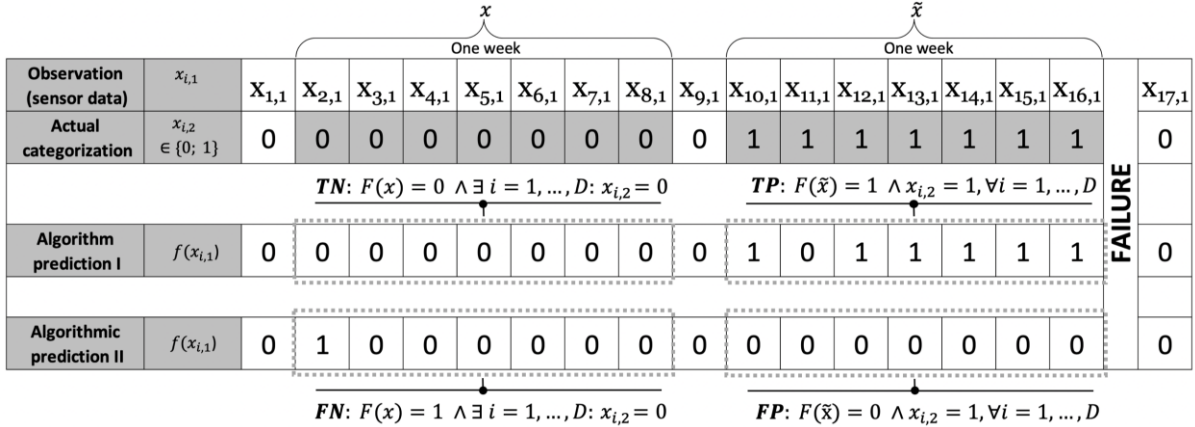 x x̃
One week One week
Observation (sensor data) x_{i,1} X_{1,1} X_{2,1} X_{3,1} X_{4,1} X_{5,1} X_{6,1} X_{7,1} X_{8,1} X_{9,1} X_{10,1} X_{11,1} X_{12,1} X_{13,1} X_{14,1} X_{15,1} X_{16,1} X_{17,1}
Actual categorization x_{i,2} ∈ {0; 1} 0 0 0 0 0 0 0 0 0 1 1 1 1 1 1 1 0
TN: F(x) = 0 ∧ ∃ i = 1, …, D: x_{i,2} = 0 TP: F(x̃) = 1 ∧ x_{i,2} = 1, ∀i = 1, …, D
FAILURE
Algorithm prediction I f(x_{i,1}) 0 0 0 0 0 0 0 0 0 1 0 1 1 1 1 1 0
Algorithmic prediction II f(x_{i,1}) 0 1 0 0 0 0 0 0 0 0 0 0 0 0 0 0 0
FN: F(x) = 1 ∧ ∃ i = 1, …, D: x_{i,2} = 0 FP: F(x̃) = 0 ∧ x_{i,2} = 1, ∀i = 1, …, D